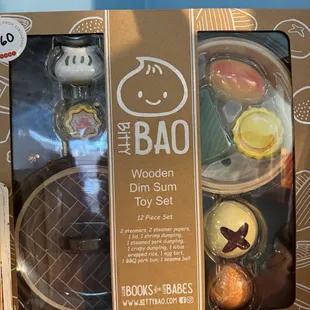 60
BITTY
BAO
Wooden
Dim Sum
Toy Set
12 Piece Set
2 steamers, 2 steamer papers,
1 lid, 1 shrimp dumpling,
1 steamed pork dumpling,
1 crispy dumpling, 1 lotus
wrapped rice, 1 egg tart,
1 BBQ pork bun, 1 sesame ball
BOOKS for BABES
WWW.BITTYBAO.COM